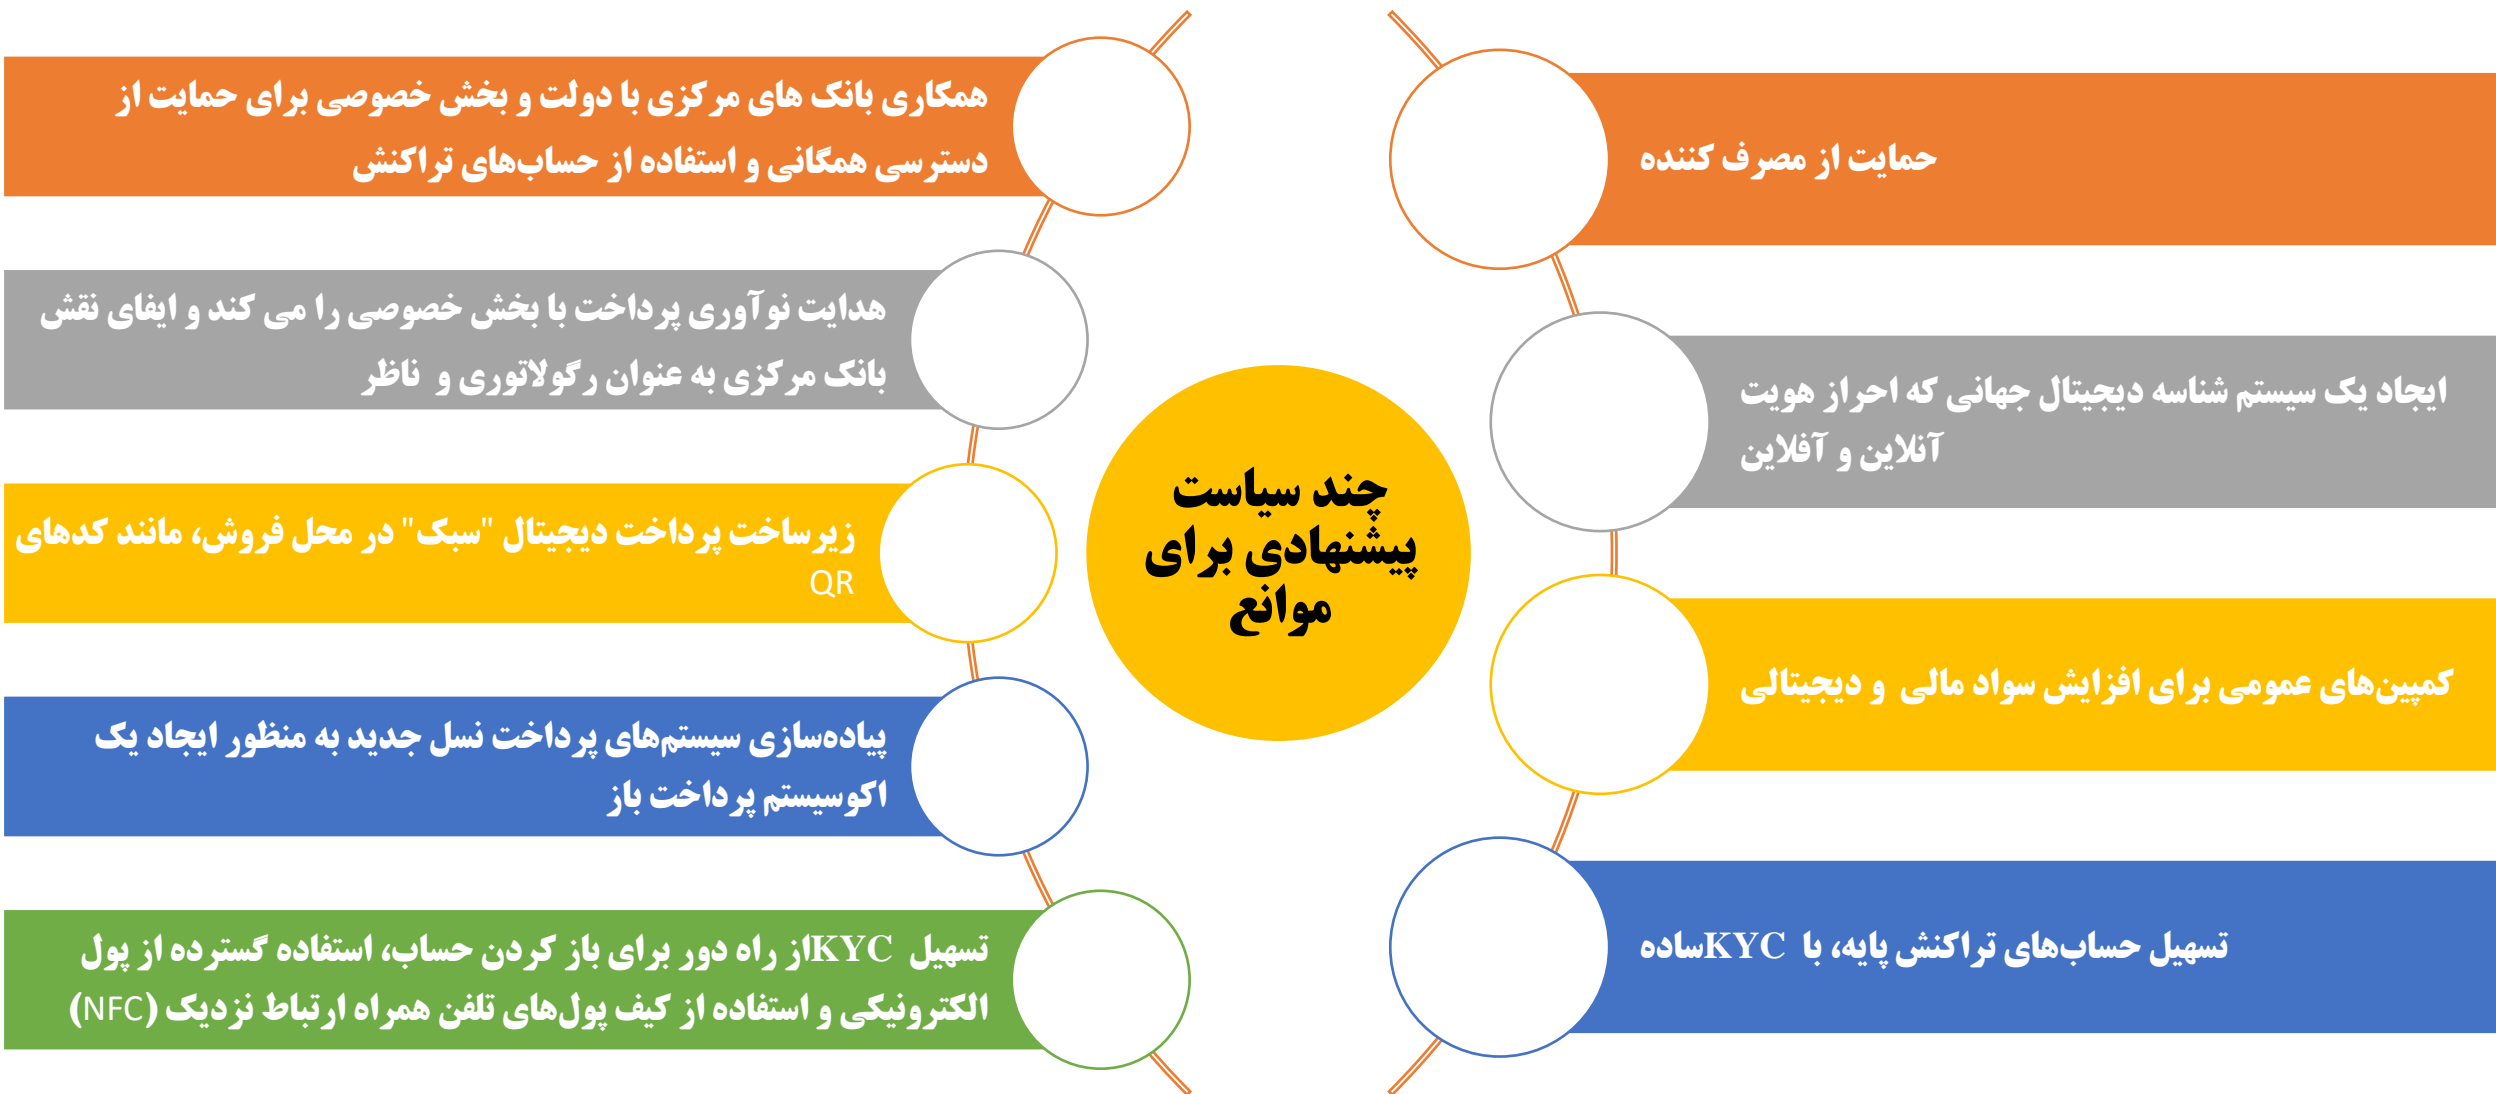 چند سیاست
پیشنهادی برای
موانع
حمایت از مصرف کننده
ایجاد یک سیستم شناسه دیجیتال جهانی که احراز هویت
آنلاین و آفلاین
کمپین‌های عمومی برای افزایش سواد مالی و دیجیتالی
تسهیل حساب‌های تراکنش پایه، با KYC ساده
همکاری بانک های مرکزی با دولت و بخش خصوصی برای حمایت از
دسترسی همگانی و استفاده از حساب‌های تراکنش
هدایت نوآوری پرداخت با بخش خصوصی را می کند و ایفای نقش
بانک مرکزی به عنوان رگولاتوری و ناظر
زیرساخت پرداخت دیجیتال "سبک" در محل فروش، مانند کدهای
QR
پیاده‌سازی سیستم‌های پرداخت نسل جدید به منظور ایجاد یک
اکوسیستم پرداخت باز
تسهیل KYCاز راه دور برای باز کردن حساب، استفاده گسترده از پول
الکترونیکی و استفاده از کیف پول‌های تلفن همراه ارتباط نزدیک(NFC)